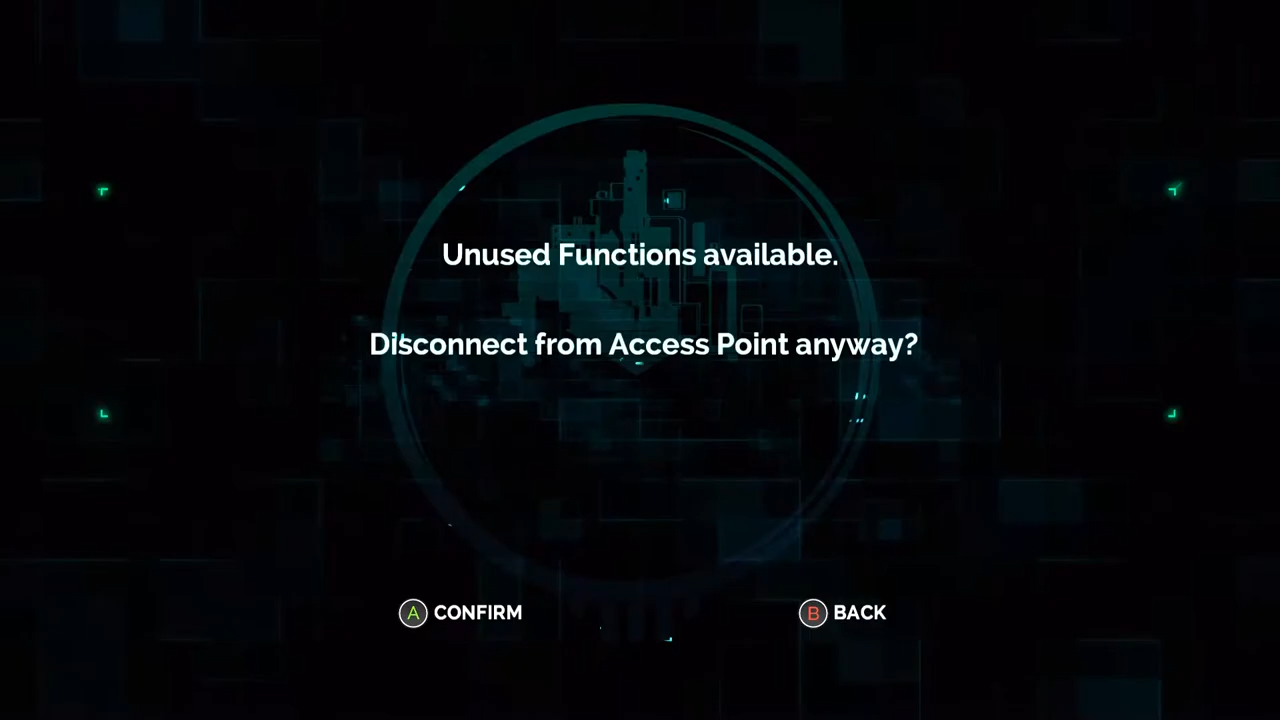 Unused Functions available.
Disconnect from Access Point anyway?
A CONFIRM B BACK